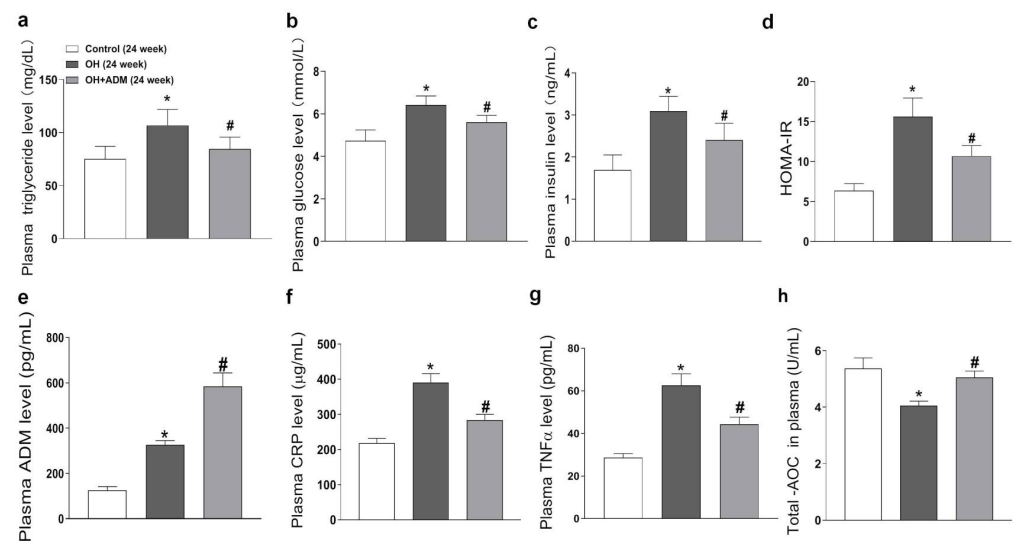 a
Control (24 week)
OH (24 week)
OH+ADM (24 week)
Plasma triglyceride level (mg/dL)
150
100
50
0
*
#
b
Plasma glucose level (mmol/L)
8
6
4
2
0
*
#
c
Plasma insulin level (ng/mL)
4
3
2
1
0
*
#
d
HOMA-IR
20
15
10
5
0
*
#
e
Plasma ADM level (pg/mL)
800
600
400
200
0
*
#
f
Plasma CRP level (μg/mL)
500
400
300
200
100
0
*
#
g
Plasma TNFα level (pg/mL)
80
60
40
20
0
*
#
h
Total -AOC in plasma (U/mL)
8
6
4
2
0
*
#